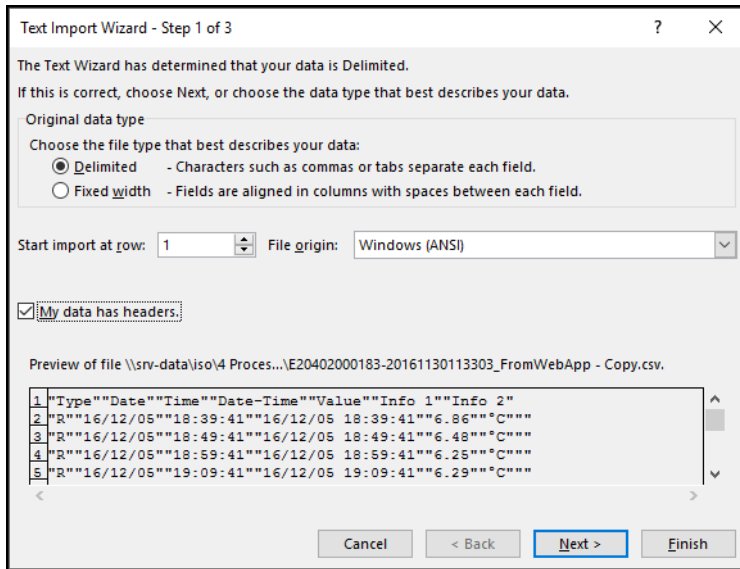 Text Import Wizard - Step 1 of 3 ? ×
The Text Wizard has determined that your data is Delimited.
If this is correct, choose Next, or choose the data type that best describes your data.
Original data type
Choose the file type that best describes your data:
Delimited - Characters such as commas or tabs separate each field.
Fixed width - Fields are aligned in columns with spaces between each field.
Start import at row: 1 File origin: Windows (ANSI)
My data has headers.
Preview of file \\srv-data\iso\4 Proces...\E20402000183-20161130113303_FromWebApp - Copy.csv.
1 "Type""Date""Time""Date-Time""Value""Info 1""Info 2"
2 "R""16/12/05""18:39:41""16/12/05 18:39:41""6.86""°C"""
3 "R""16/12/05""18:49:41""16/12/05 18:49:41""6.48""°C"""
4 "R""16/12/05""18:59:41""16/12/05 18:59:41""6.25""°C"""
5 "R""16/12/05""19:09:41""16/12/05 19:09:41""6.29""°C"""
Cancel < Back Next > Finish